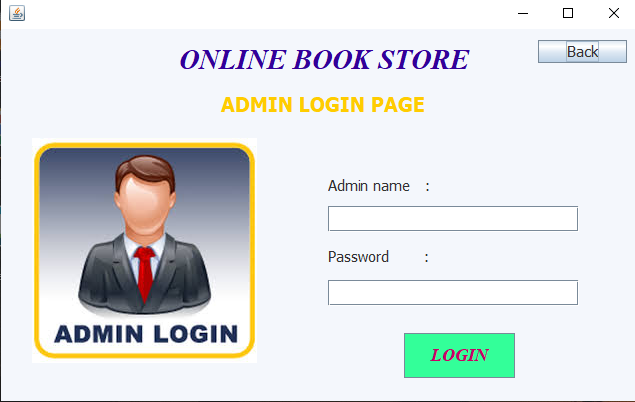 ONLINE BOOK STORE
Back
ADMIN LOGIN PAGE
Admin name :
Password :
ADMIN LOGIN
LOGIN